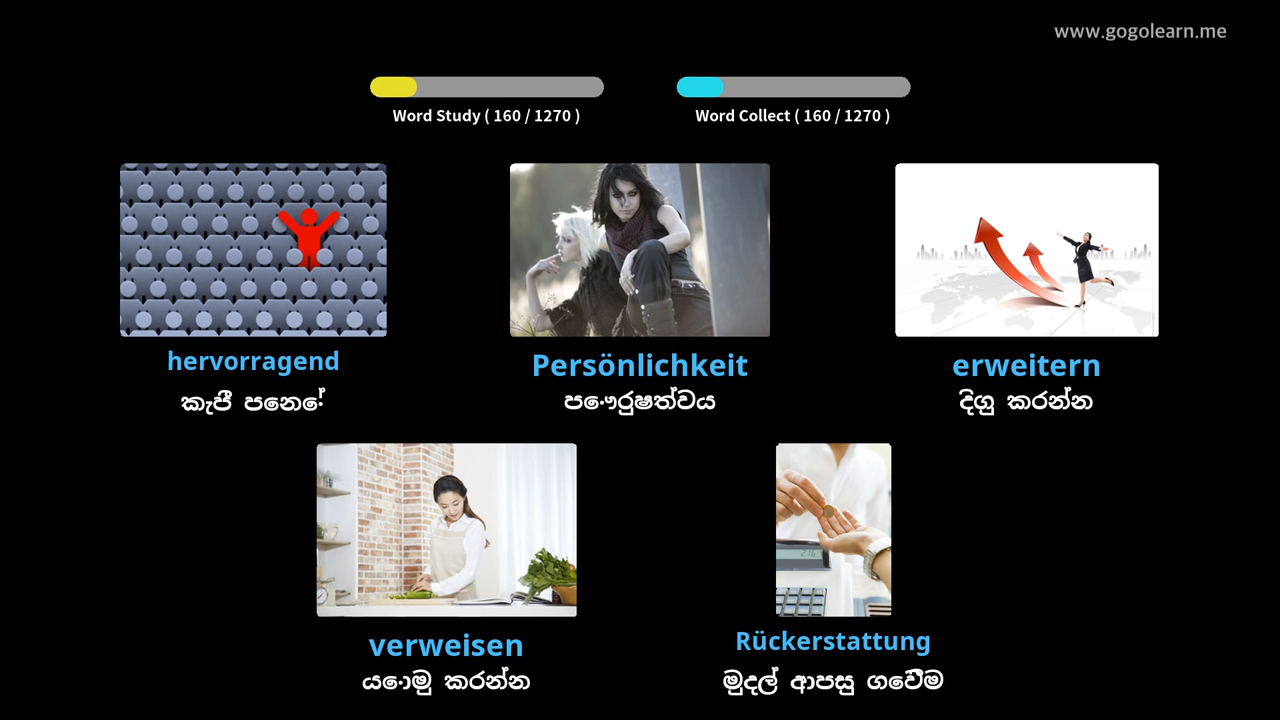 www.gogolearn.me
Word Study ( 160 / 1270 )
Word Collect ( 160 / 1270 )
hervorragend
කැපී පෙනේ!
Persönlichkeit
පෞරුෂත්වය
erweitern
දිගු කරන්න
verweisen
යොමු කරන්න
Rückerstattung
මුදල් ආපසු ගෙවීම